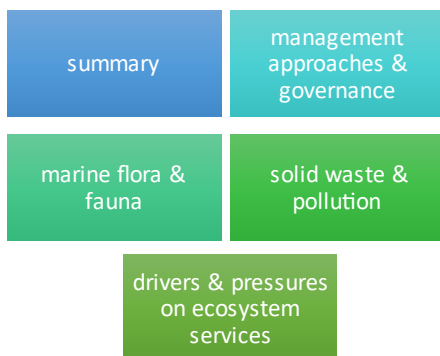 summary
management
approaches &
governance
marine flora &
fauna
solid waste &
pollution
drivers & pressures
on ecosystem
services